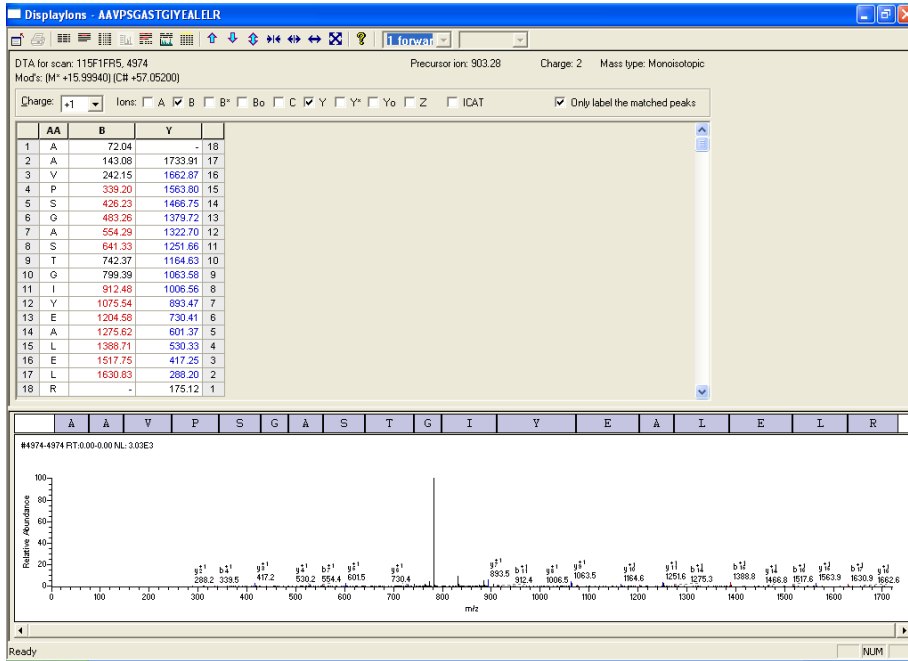 DisplayIons - AAVPSGASTGIYEALELR
1 forwar
DTA for scan: 115F1FR5, 4974 Precursor ion: 903.28 Charge: 2 Mass type: Monoisotopic
Mod's: (M* +15.99940) (C# +57.05200)
Charge: +1 Ions: A B B* Bo C Y Y* Yo Z ICAT Only label the matched peaks
AA B Y
1 A 72.04 - 18
2 A 143.08 1733.91 17
3 V 242.15 1662.87 16
4 P 339.20 1563.80 15
5 S 426.23 1466.75 14
6 G 483.26 1379.72 13
7 A 554.29 1322.70 12
8 S 641.33 1251.66 11
9 T 742.37 1164.63 10
10 G 799.39 1063.58 9
11 I 912.48 1006.56 8
12 Y 1075.54 893.47 7
13 E 1204.58 730.41 6
14 A 1275.62 601.37 5
15 L 1388.71 530.33 4
16 E 1517.75 417.25 3
17 L 1630.83 288.20 2
18 R - 175.12 1
A A V P S G A S T G I Y E A L E L R
#4974-4974 RT:0.00-0.00 NL: 3.03E3
Relative Abundance
100
80
60
40
20
0
288.2 339.5 417.2 530.2 554.4 601.5 730.4 893.5 912.4 1006.5 1063.5 1164.6 1251.6 1275.3 1388.8 1466.8 1517.6 1563.9 1630.9 1662.6
0 100 200 300 400 500 600 700 800 900 1000 1100 1200 1300 1400 1500 1600 1700
m/z
Ready NUM